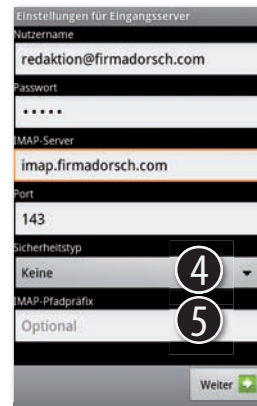 Einstellungen für Eingangsserver
Nutzername
redaktion@firmadorsch.com
Passwort
•••••
IMAP-Server
imap.firmadorsch.com
Port
143
Sicherheitstyp
Keine
4
IMAP-Pfadpräfix
Optional
5
Weiter